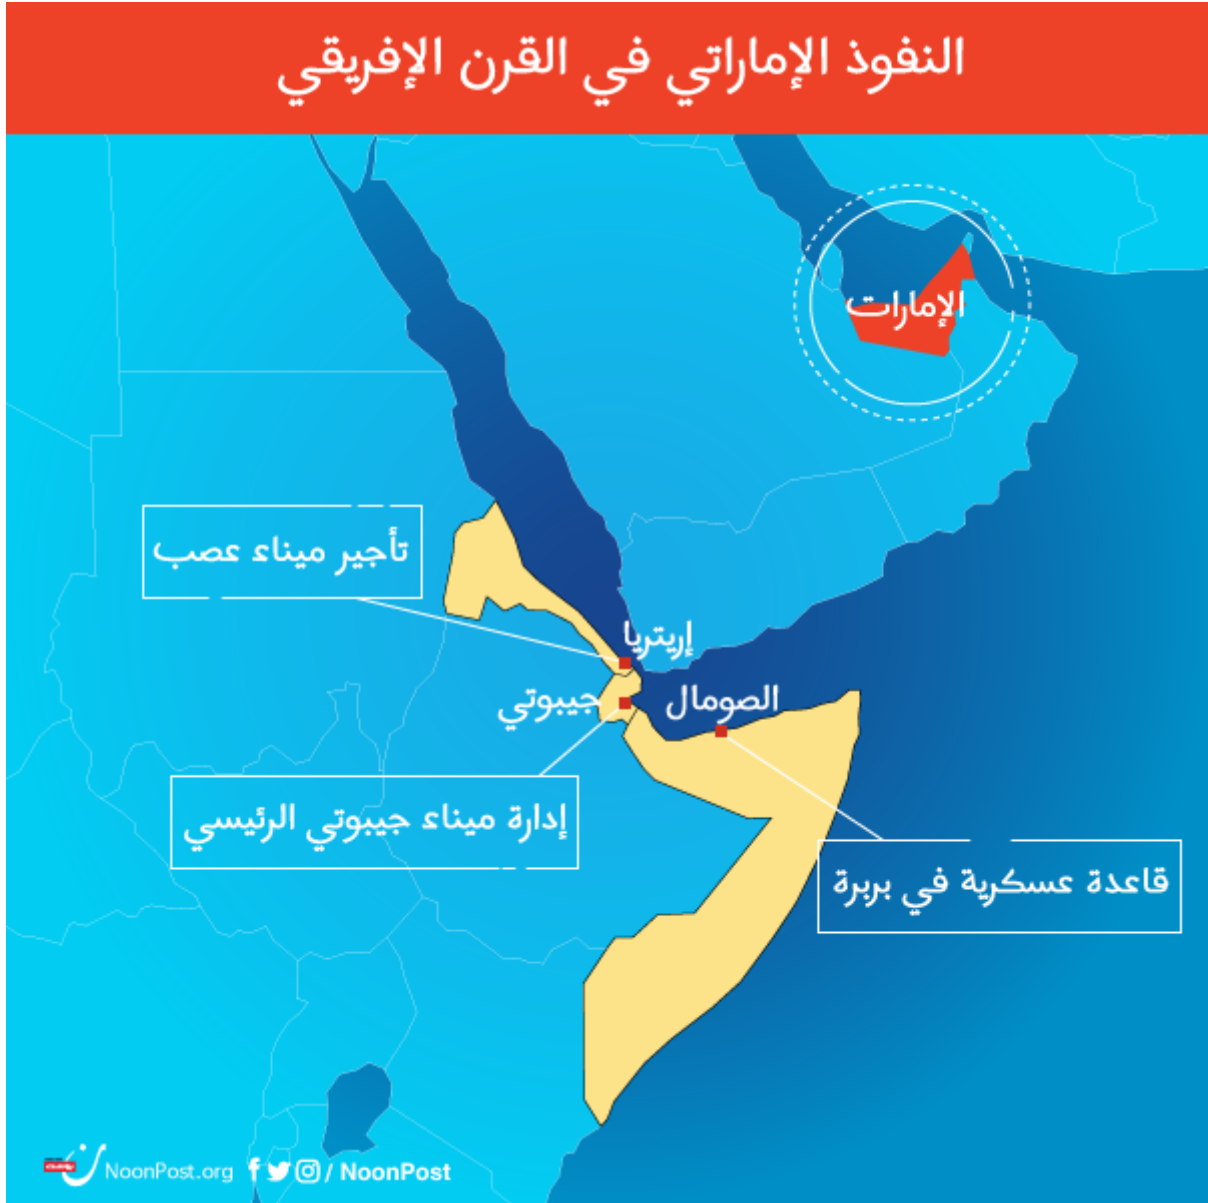 النفوذ الإماراتي في القرن الإفريقي
الإمارات
تأجير ميناء عصب
إريتريا
الصومال
جيبوتي
إدارة ميناء جيبوتي الرئيسي
قاعدة عسكرية في بربرة
NoonPost.org / NoonPost